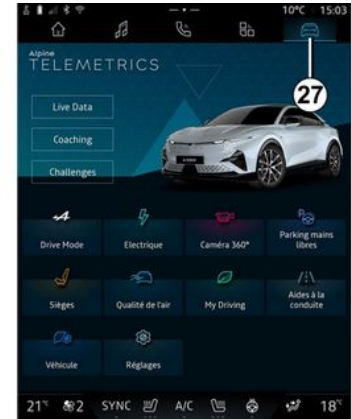 10°C 15:03
Alpine
TELEMETRICS
27
Live Data
Coaching
Challenges
Drive Mode
Electrique
Caméra 360°
Parking mains
libres
Sièges
Qualité de l'air
My Driving
Aides à la
conduite
Véhicule
Réglages
21°C 2 SYNC A/C 18°C